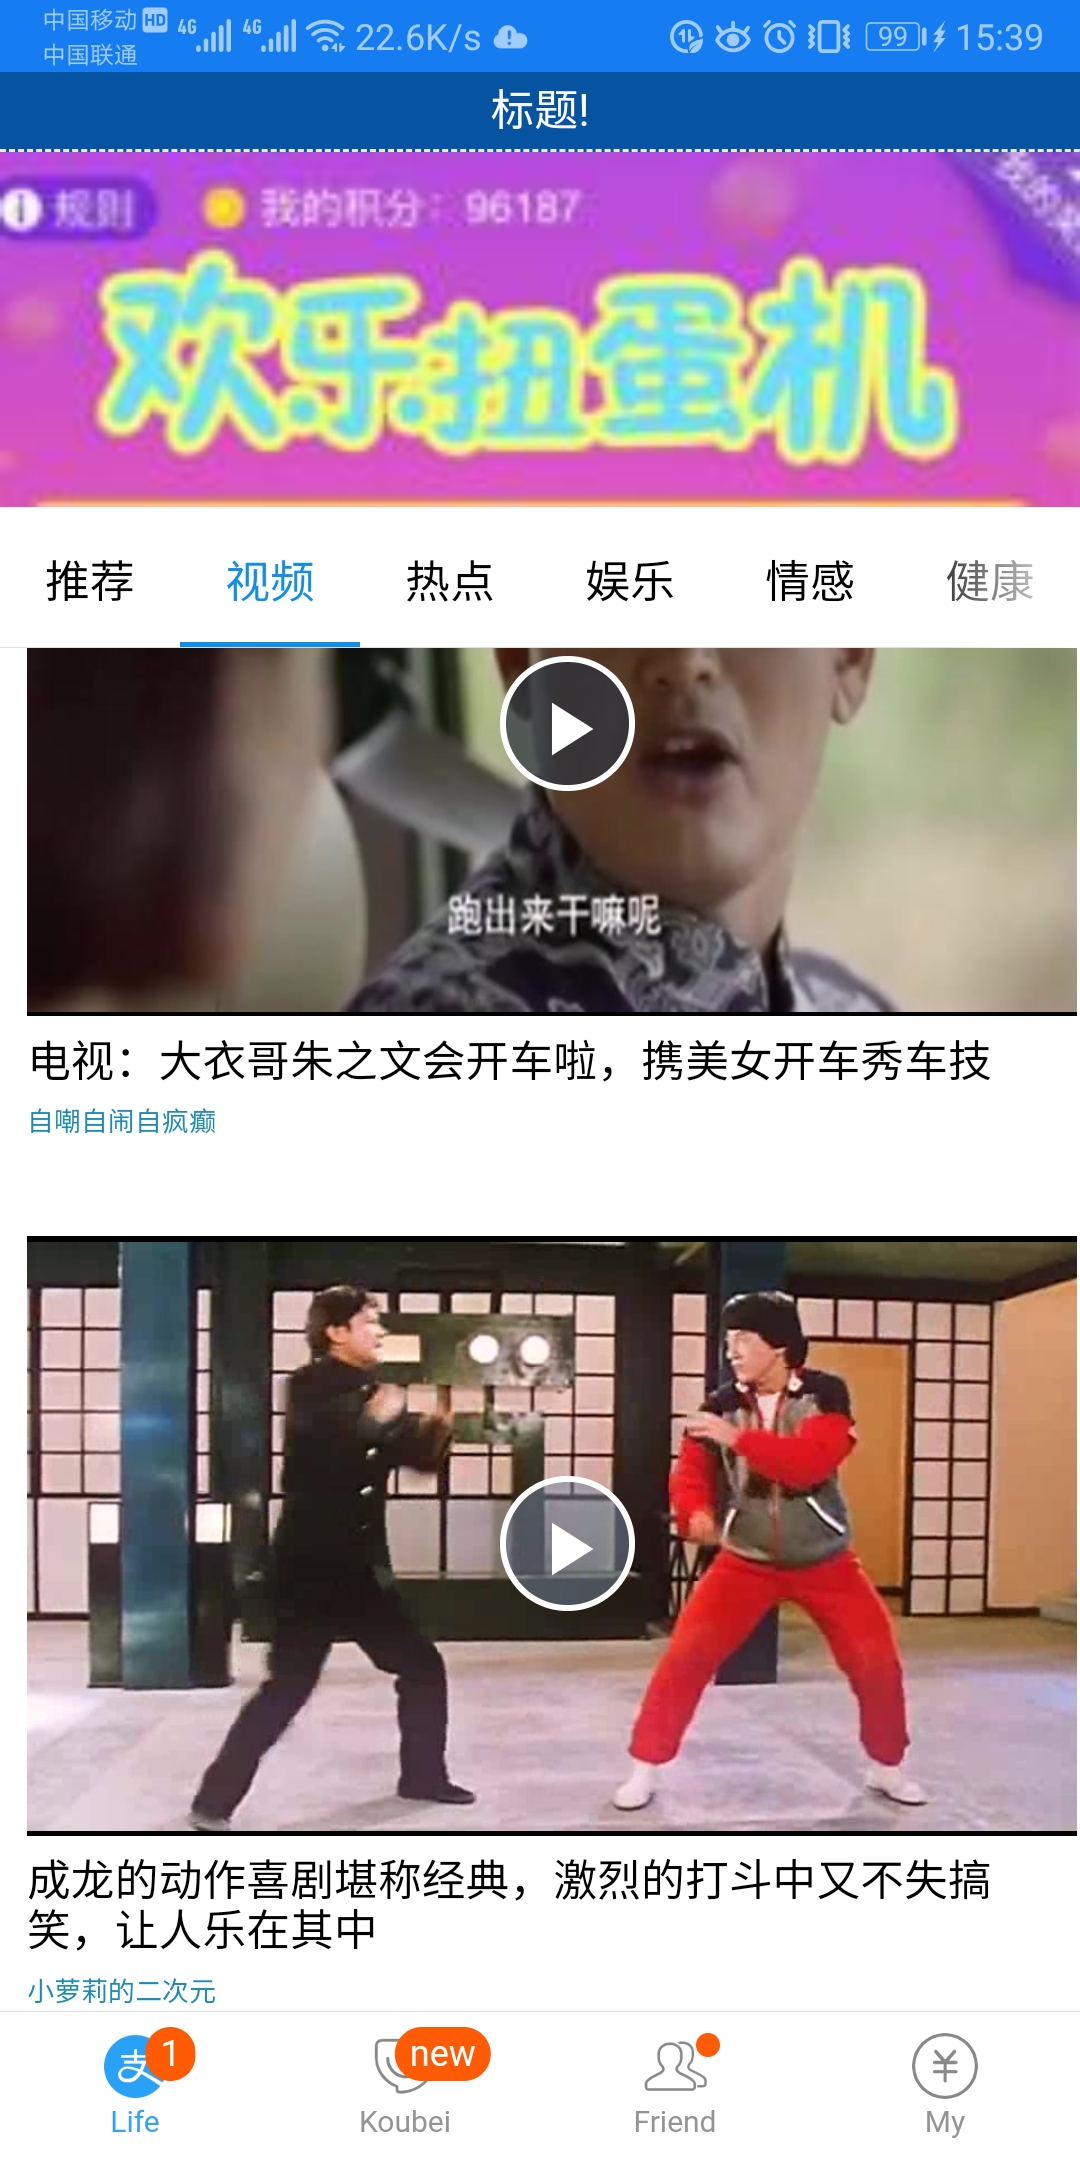 中国移动 HD 4G 4G 22.6K/s 99 15:39
中国联通
标题!
规则 我的积分：96187
我的
欢乐扭蛋机
推荐 视频 热点 娱乐 情感 健康
跑出来干嘛呢
电视：大衣哥朱之文会开车啦，携美女开车秀车技
自嘲自闹自疯癫
成龙的动作喜剧堪称经典，激烈的打斗中又不失搞
笑，让人乐在其中
小萝莉的二次元
支 1 new
Life Koubei Friend My